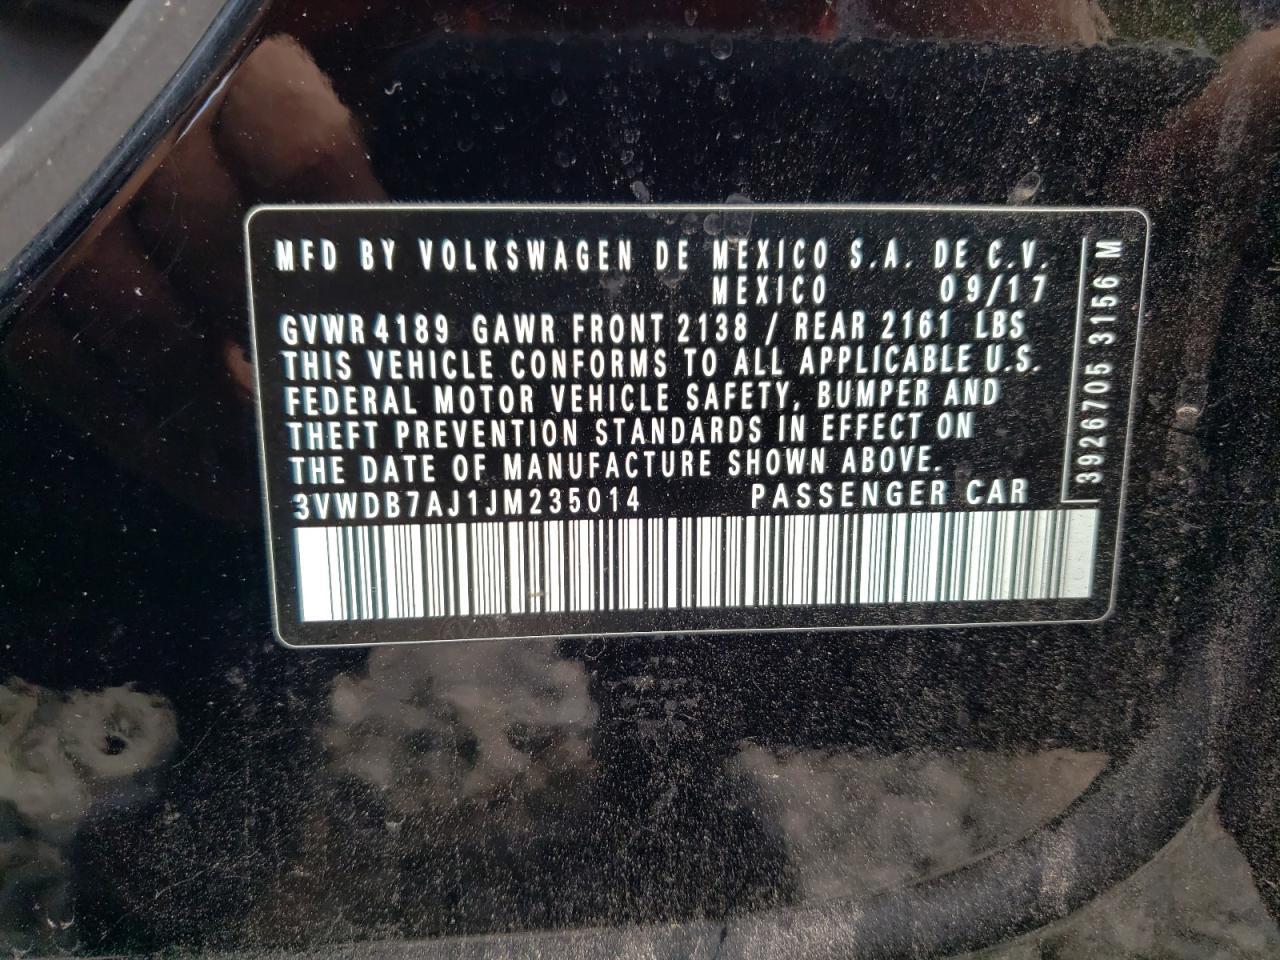 MFD BY VOLKSWAGEN DE MEXICO S.A. DE C.V.
MEXICO 09/17
GVWR 4189 GAWR FRONT 2138 / REAR 2161 LBS
THIS VEHICLE CONFORMS TO ALL APPLICABLE U.S.
FEDERAL MOTOR VEHICLE SAFETY, BUMPER AND
THEFT PREVENTION STANDARDS IN EFFECT ON
THE DATE OF MANUFACTURE SHOWN ABOVE.
3VWDB7AJ1JM235014 PASSENGER CAR
3926705 3156 M